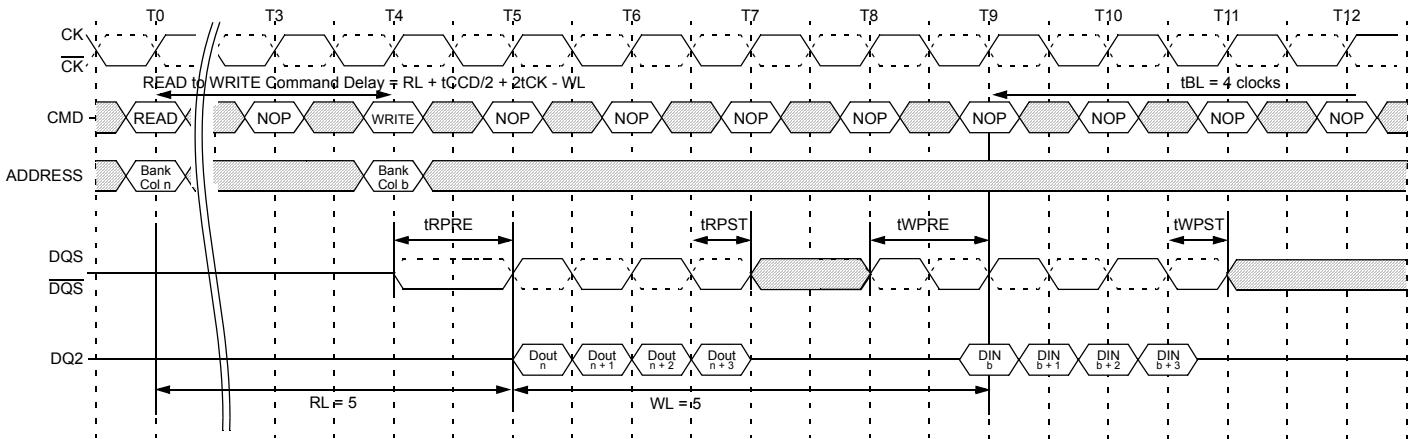 T0 T3 T4 T5 T6 T7 T8 T9 T10 T11 T12
CK
CK
READ to WRITE Command Delay = RL + tCCD/2 + 2tCK - WL
tBL = 4 clocks
CMD READ NOP WRITE NOP NOP NOP NOP NOP NOP NOP NOP
ADDRESS Bank Col n Bank Col b
tRPRE tRPST tWPRE tWPST
DQS
DQS
DQ2 Dout n Dout n + 1 Dout n + 2 Dout n + 3 DIN b DIN b + 1 DIN b + 2 DIN b + 3
RL = 5 WL = 5